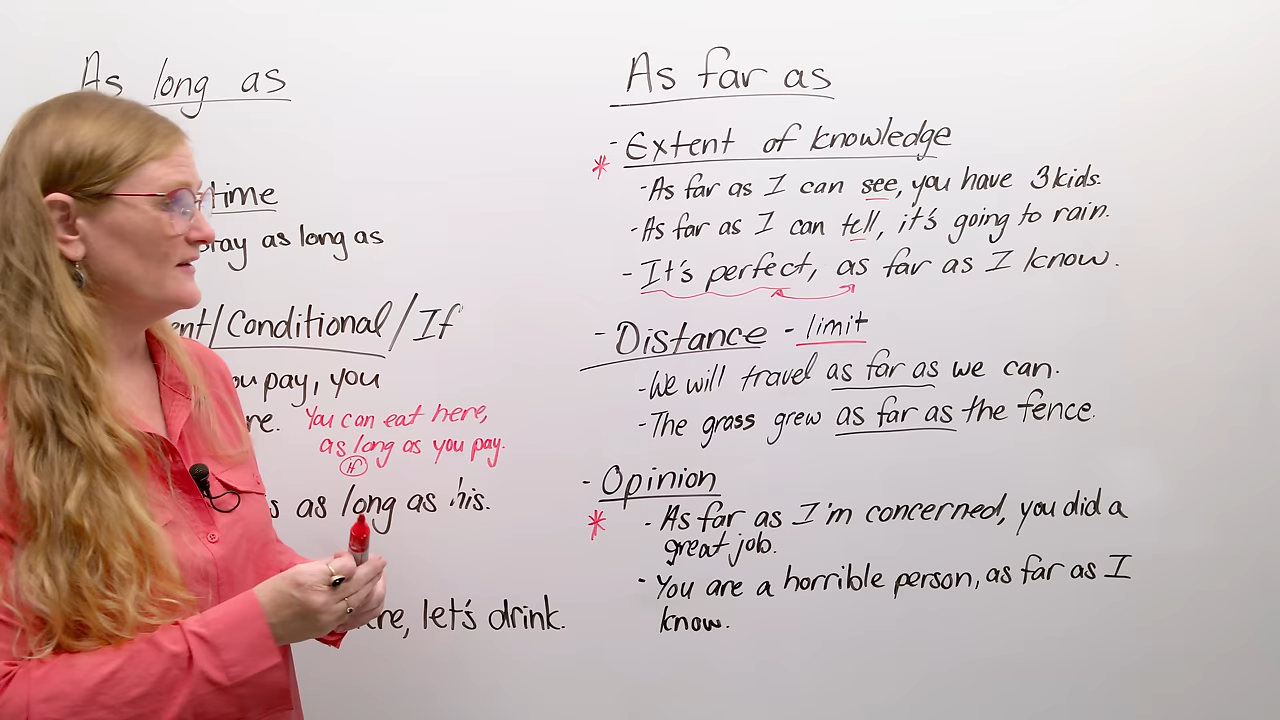 As long as
time
stay as long as
/Conditional/If
pay, you
You can eat here,
as long as you pay.
If
as long as his.
let's drink.
As far as
* - Extent of knowledge
- As far as I can see, you have 3 kids.
- As far as I can tell, it's going to rain.
- It's perfect, as far as I know.
- Distance - limit
- We will travel as far as we can.
- The grass grew as far as the fence.
- Opinion
* - As far as I'm concerned, you did a
great job.
- You are a horrible person, as far as I
know.